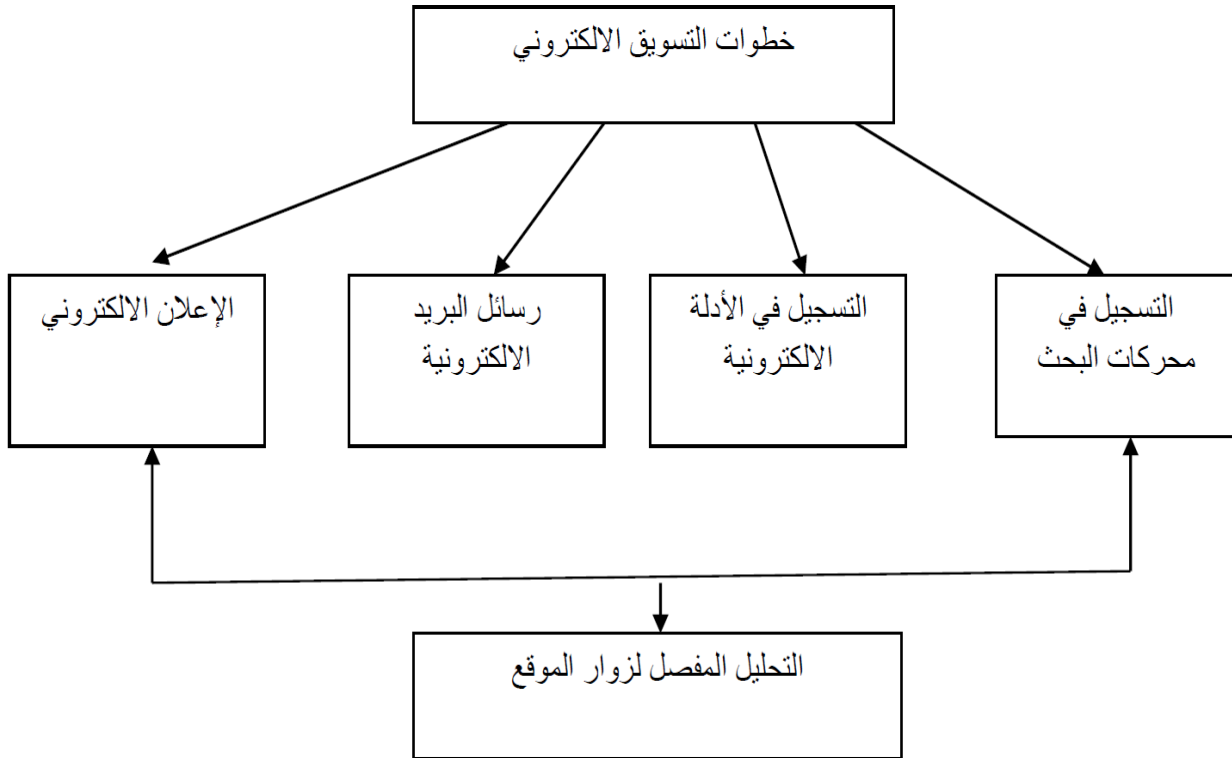 خطوات التسويق الالكتروني
التسجيل في
محركات البحث
التسجيل في الأدلة
الالكترونية
رسائل البريد
الالكترونية
الإعلان الالكتروني
التحليل المفصل لزوار الموقع